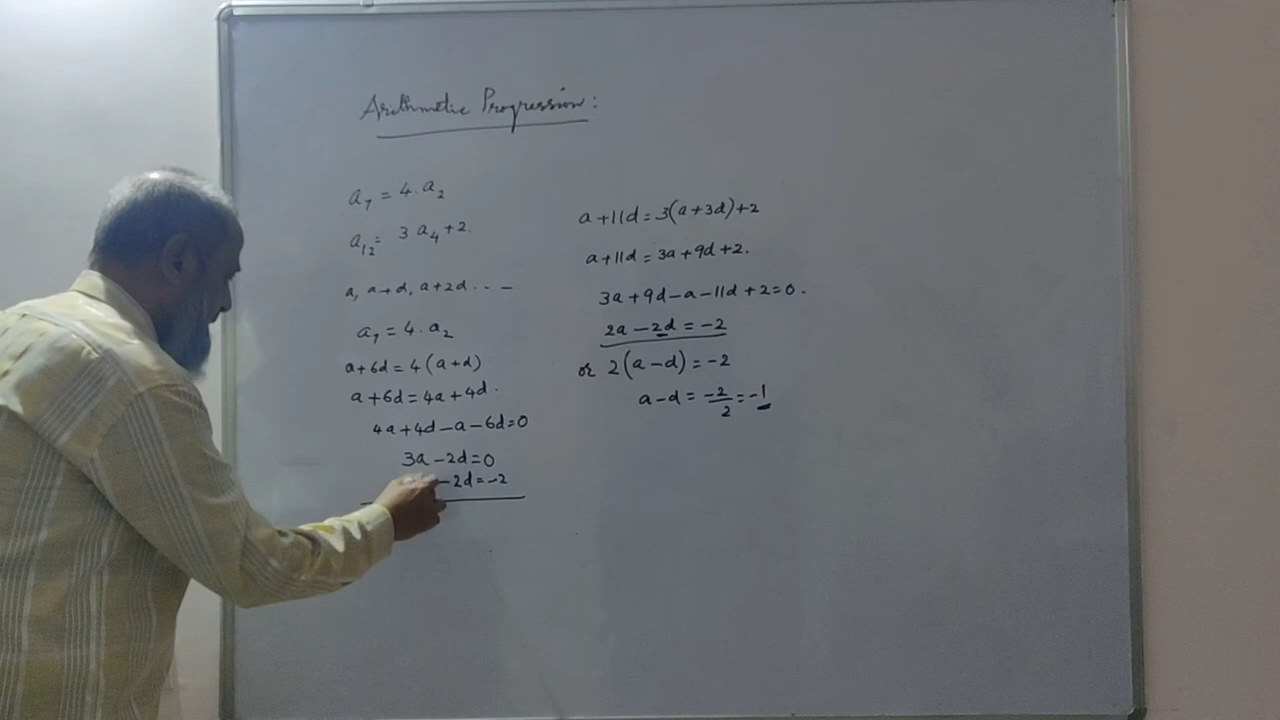 Arithmetic Progression:
a₇ = 4.a₂
a₁₂ = 3 a₄+2.
a, a+d, a+2d . . –
a₇ = 4. a₂
a+6d = 4 (a+d)
a+6d = 4a+4d.
4a+4d–a–6d=0
3a–2d=0
–2d=–2
a+11d=3(a+3d)+2
a+11d=3a+9d+2.
3a+9d–a–11d+2=0.
2a–2d=–2
or 2(a–d)=–2
a–d=–2/2=–1